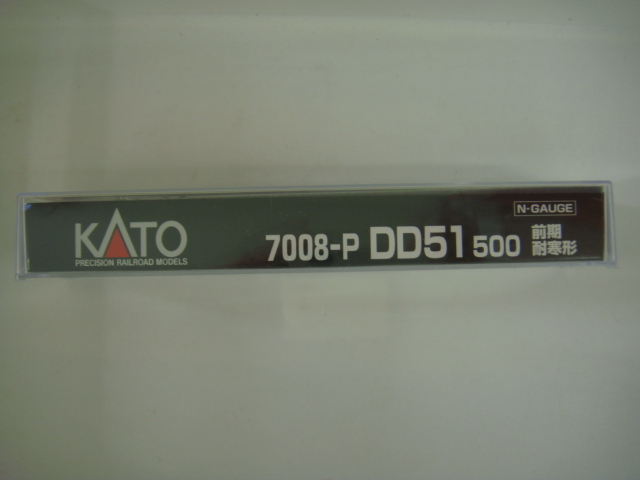 KATO
PRECISION RAILROAD MODELS
7008-P DD51 500
前期
耐寒形
N-GAUGE